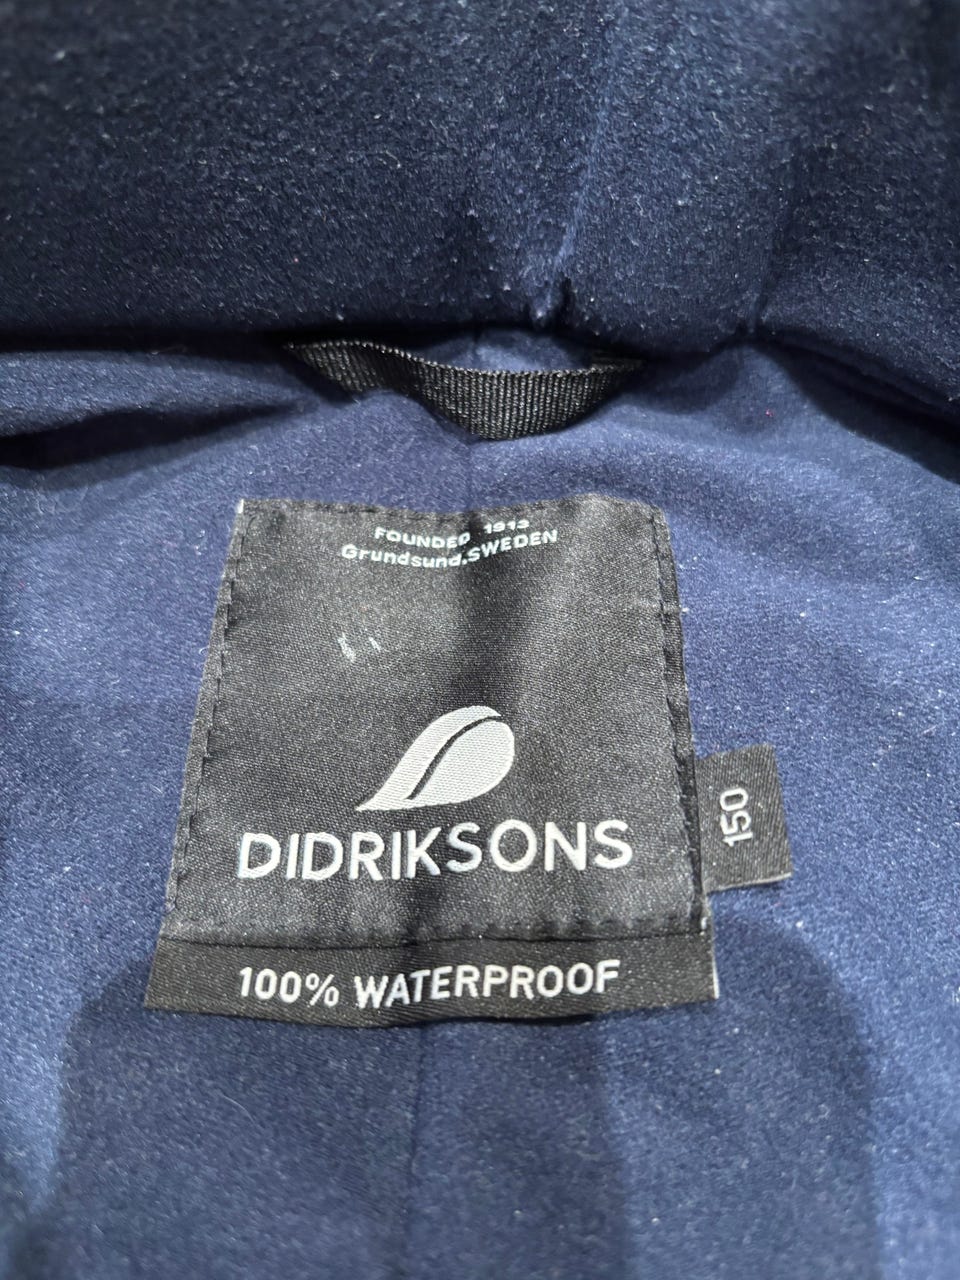 FOUNDED 1913
Grundsund.SWEDEN
DIDRIKSONS
150
100% WATERPROOF